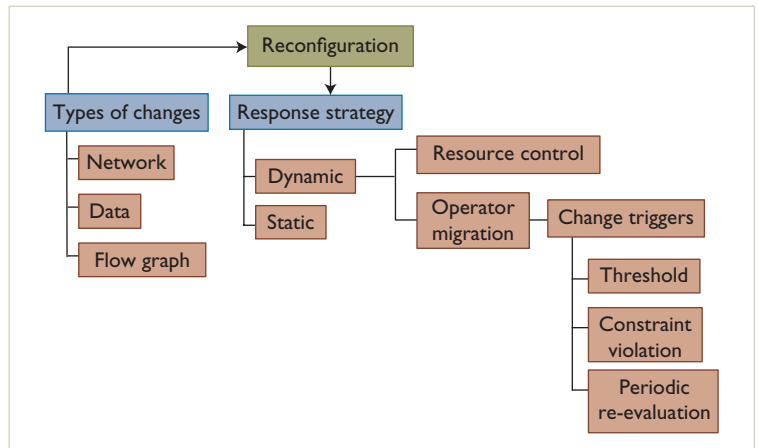 Reconfiguration
Types of changes
Response strategy
Network
Data
Flow graph
Dynamic
Static
Resource control
Operator
migration
Change triggers
Threshold
Constraint
violation
Periodic
re-evaluation